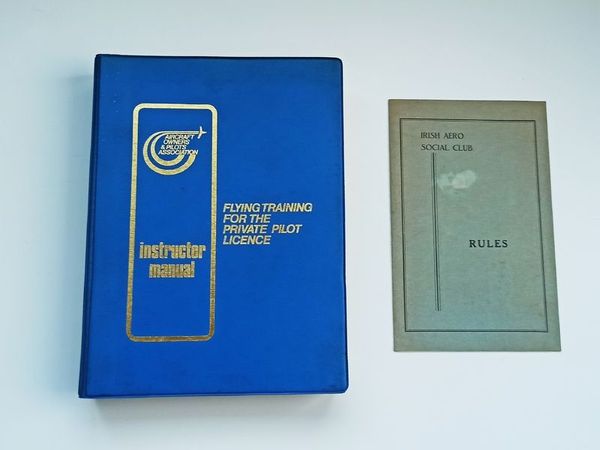 AIRCRAFT
OWNERS
& PILOTS
ASSOCIATION
instructor
manual
FLYING TRAINING
FOR THE
PRIVATE PILOT
LICENCE
IRISH AERO
SOCIAL CLUB
RULES